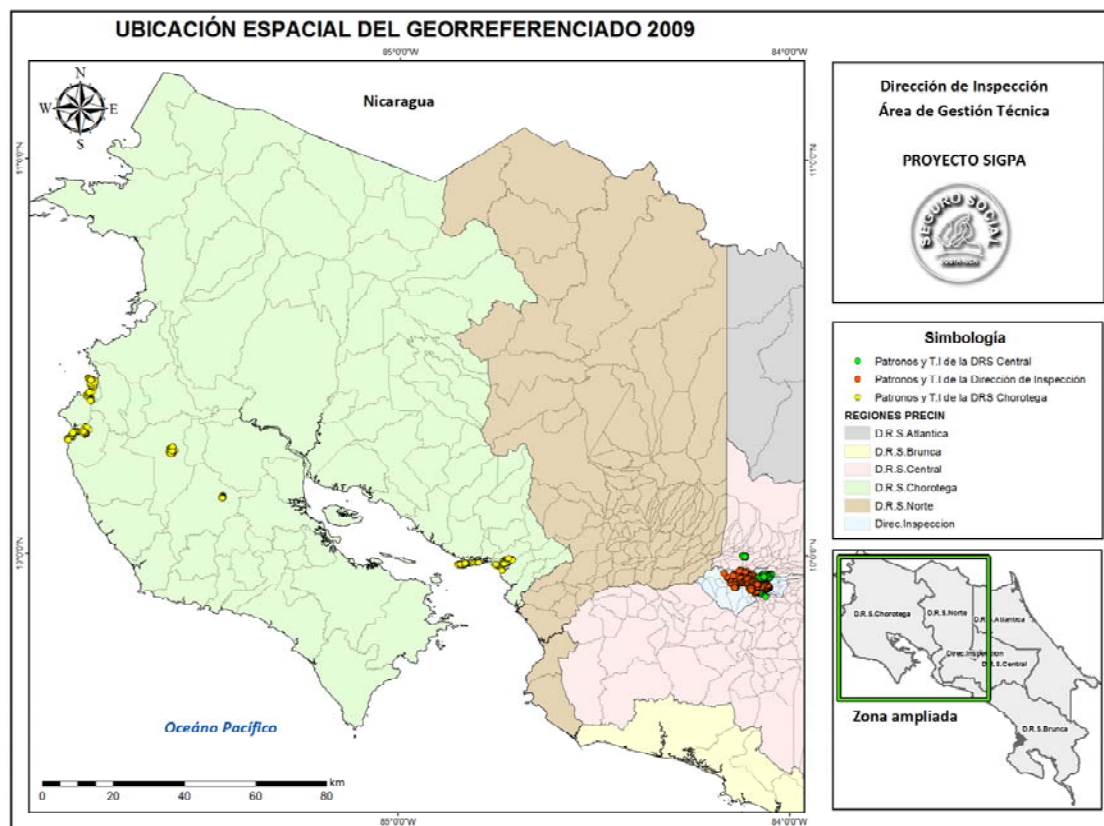 UBICACIÓN ESPACIAL DEL GEORREFERENCIADO 2009
85°0'0"W
84°0'0"W
N
W
E
S
Nicaragua
11°0'0"N
11°0'0"N
10°0'0"N
10°0'0"N
Oceáno Pacífico
km
0 20 40 60 80
85°0'0"W
84°0'0"W
Dirección de Inspección
Área de Gestión Técnica
PROYECTO SIGPA
SEGURO SOCIAL
Simbología
Patronos y T.I de la DRS Central
Patronos y T.I de la Dirección de Inspección
Patronos y T.I de la DRS Chorotega
REGIONES PRECIN
D.R.S.Atlantica
D.R.S.Brunca
D.R.S.Central
D.R.S.Chorotega
D.R.S.Norte
Direc.Inspeccion
D.R.S.Chorotega
D.R.S.Norte
D.R.S.Atlantica
Direc.Inspeccion
D.R.S.Central
D.R.S.Brunca
Zona ampliada